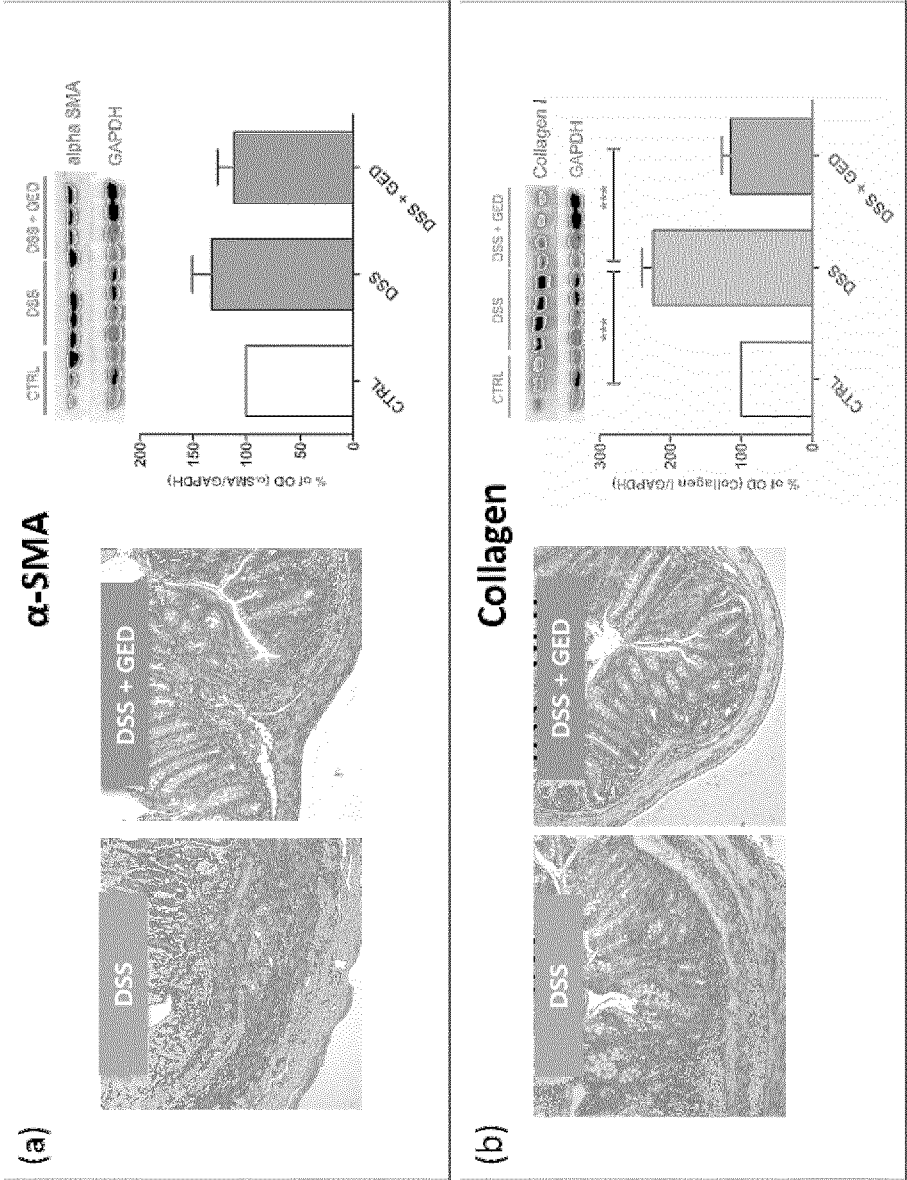 (a)
α-SMA
DSS
DSS + GED
CTRL DSS DSS + GED
alpha SMA
GAPDH
% of OD (α-SMA/GAPDH)
200
150
100
50
0
CTRL
DSS
DSS + GED
(b)
Collagen
DSS
DSS + GED
CTRL DSS DSS + GED
Collagen I
GAPDH
% of OD (Collagen I/GAPDH)
300
200
100
0
*** ***
CTRL
DSS
DSS + GED